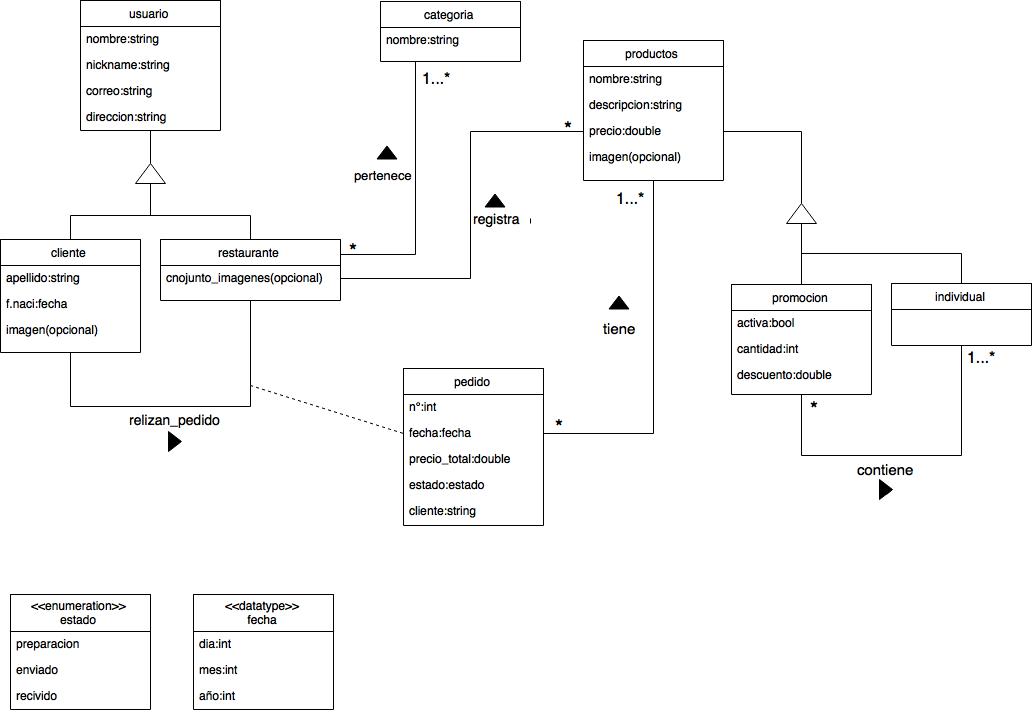 usuario
nombre:string
nickname:string
correo:string
direccion:string
categoria
nombre:string
1...*
productos
nombre:string
descripcion:string
precio:double
imagen(opcional)
*
1...*
pertenece
registra
cliente
apellido:string
f.naci:fecha
imagen(opcional)
restaurante
cnojunto_imagenes(opcional)
*
tiene
promocion
activa:bool
cantidad:int
descuento:double
*
individual
1...*
contiene
relizan_pedido
pedido
n°:int
fecha:fecha
precio_total:double
estado:estado
cliente:string
*
<<enumeration>>
estado
preparacion
enviado
recivido
<<datatype>>
fecha
dia:int
mes:int
año:int